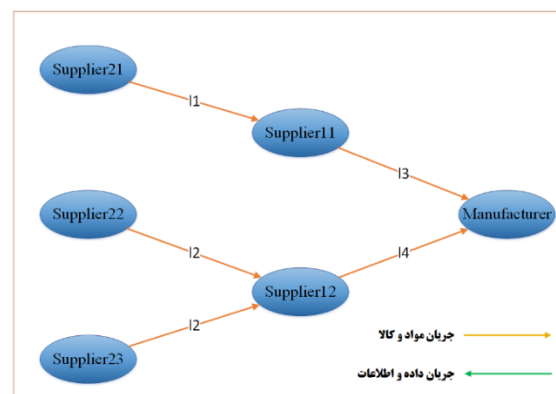 Supplier21
l1
Supplier11
l3
Supplier22
Manufacturer
l2
l4
Supplier12
l2
Supplier23
جریان مواد و کالا
جریان داده و اطلاعات